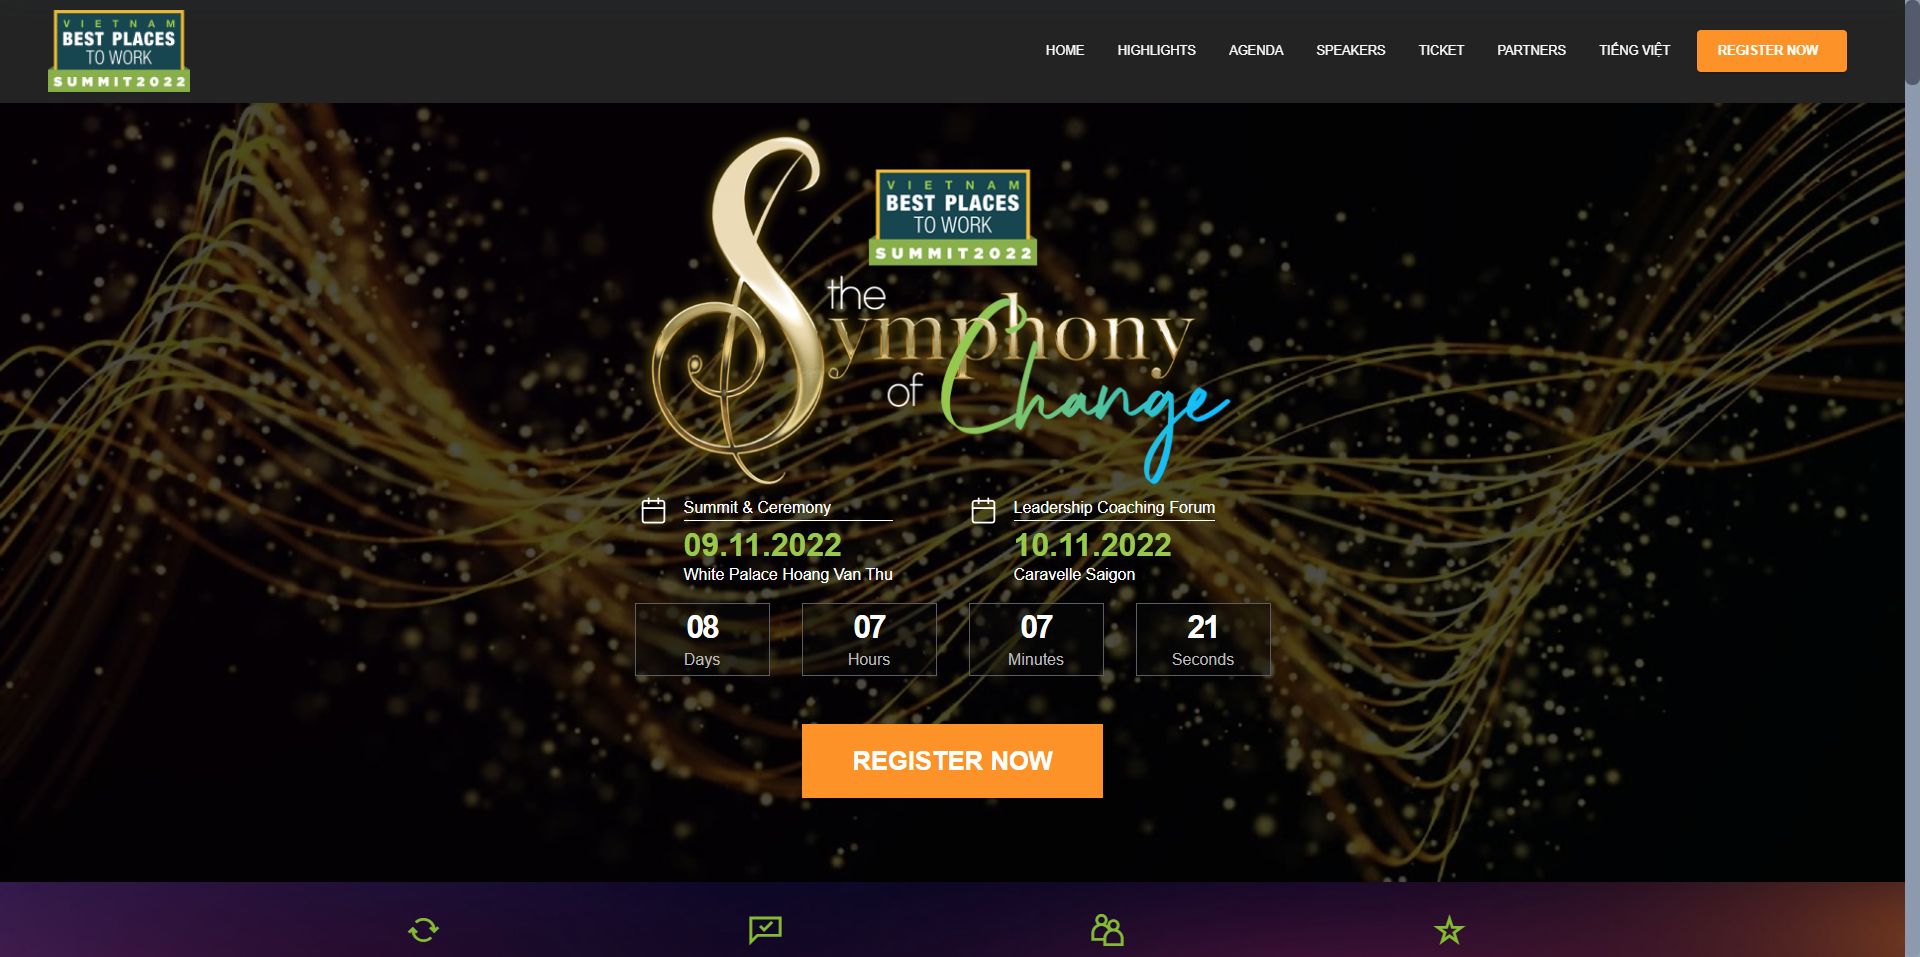 VIETNAM
BEST PLACES
TO WORK
SUMMIT2022
HOME
HIGHLIGHTS
AGENDA
SPEAKERS
TICKET
PARTNERS
TIẾNG VIỆT
REGISTER NOW
VIETNAM
BEST PLACES
TO WORK
SUMMIT2022
the
Symphony
of Change
Summit & Ceremony
09.11.2022
White Palace Hoang Van Thu
Leadership Coaching Forum
10.11.2022
Caravelle Saigon
08
Days
07
Hours
07
Minutes
21
Seconds
REGISTER NOW